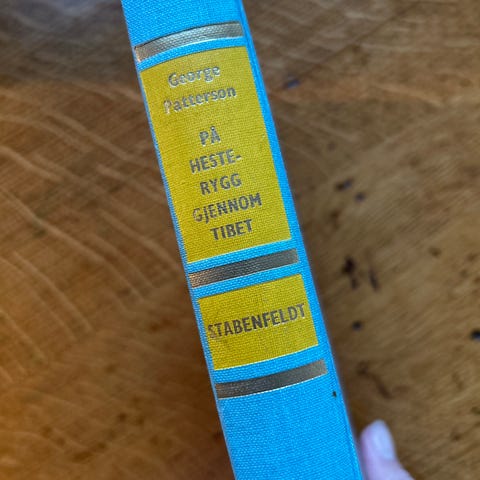 George
Patterson
PÅ
HESTE-
RYGG
GJENNOM
TIBET
STABENFELDT